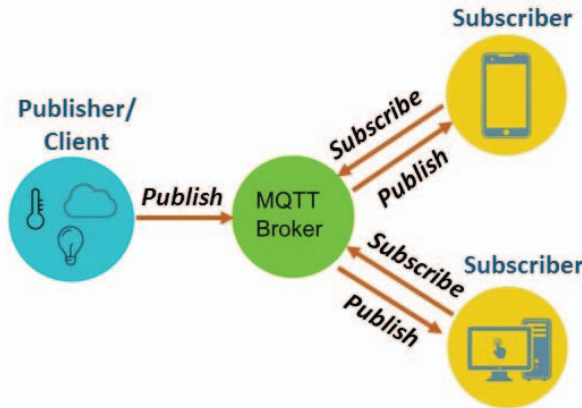 Subscriber
Publisher/
Client
Subscribe
Publish
Publish
MQTT
Broker
Subscribe
Publish
Subscriber